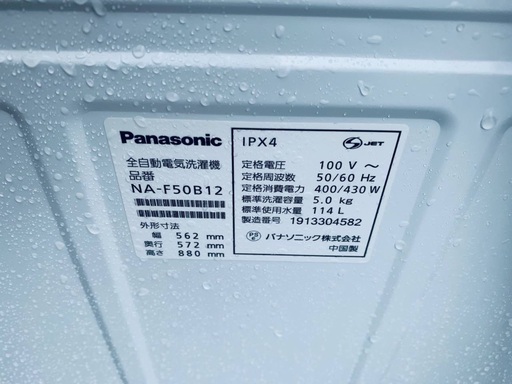 Panasonic
全自動電気洗濯機
品番
NA-F50B12
外形寸法
幅 562 mm
奥行 572 mm
高さ 880 mm
IPX4
S JET
定格電圧 100 V ～
定格周波数 50/60 Hz
定格消費電力 400/430 W
標準洗濯容量 5.0 kg
標準使用水量 114 L
製造番号 1913304582
PS E パナソニック株式会社
中国製